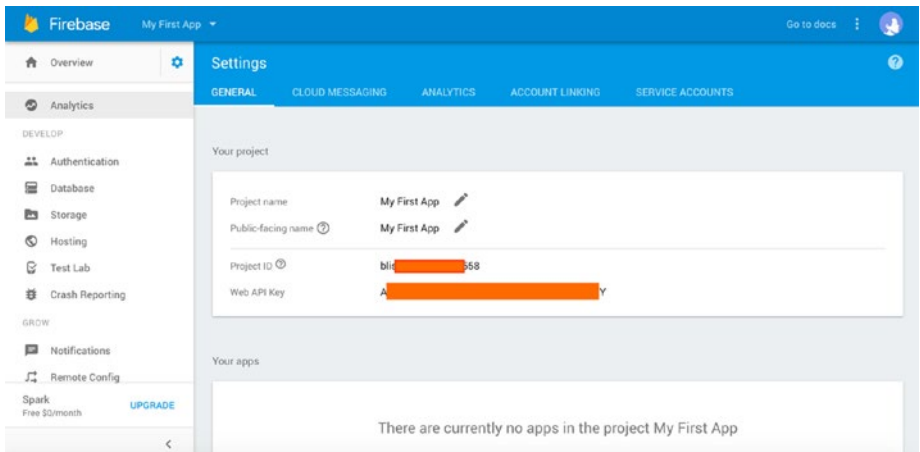 Firebase My First App Go to docs
Overview
Analytics
DEVELOP
Authentication
Database
Storage
Hosting
Test Lab
Crash Reporting
GROW
Notifications
Remote Config
Spark
Free $0/month
UPGRADE
Settings
GENERAL CLOUD MESSAGING ANALYTICS ACCOUNT LINKING SERVICE ACCOUNTS
Your project
Project name My First App
Public-facing name My First App
Project ID blis 558
Web API Key A Y
Your apps
There are currently no apps in the project My First App